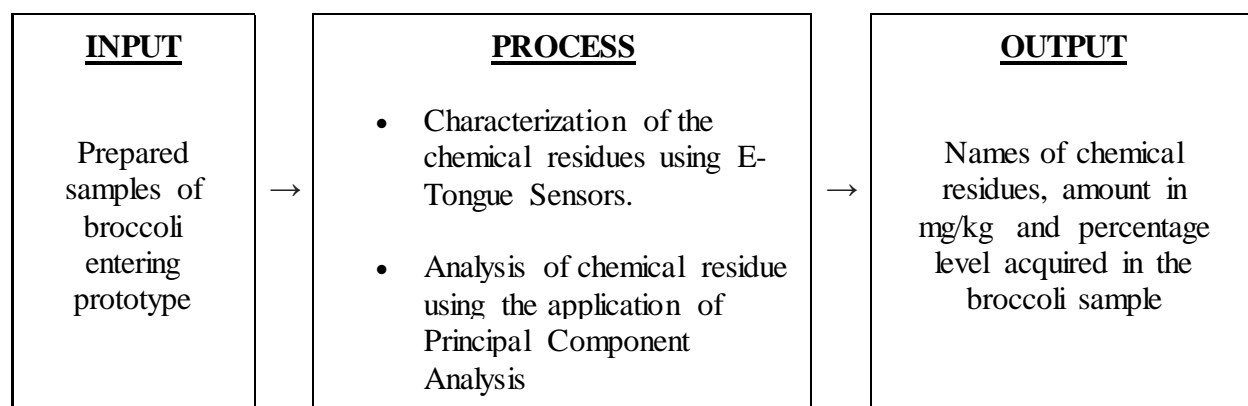 INPUT
Prepared
samples of
broccoli
entering
prototype
→
PROCESS
• Characterization of the
chemical residues using E-
Tongue Sensors.
• Analysis of chemical residue
using the application of
Principal Component
Analysis
→
OUTPUT
Names of chemical
residues, amount in
mg/kg and percentage
level acquired in the
broccoli sample